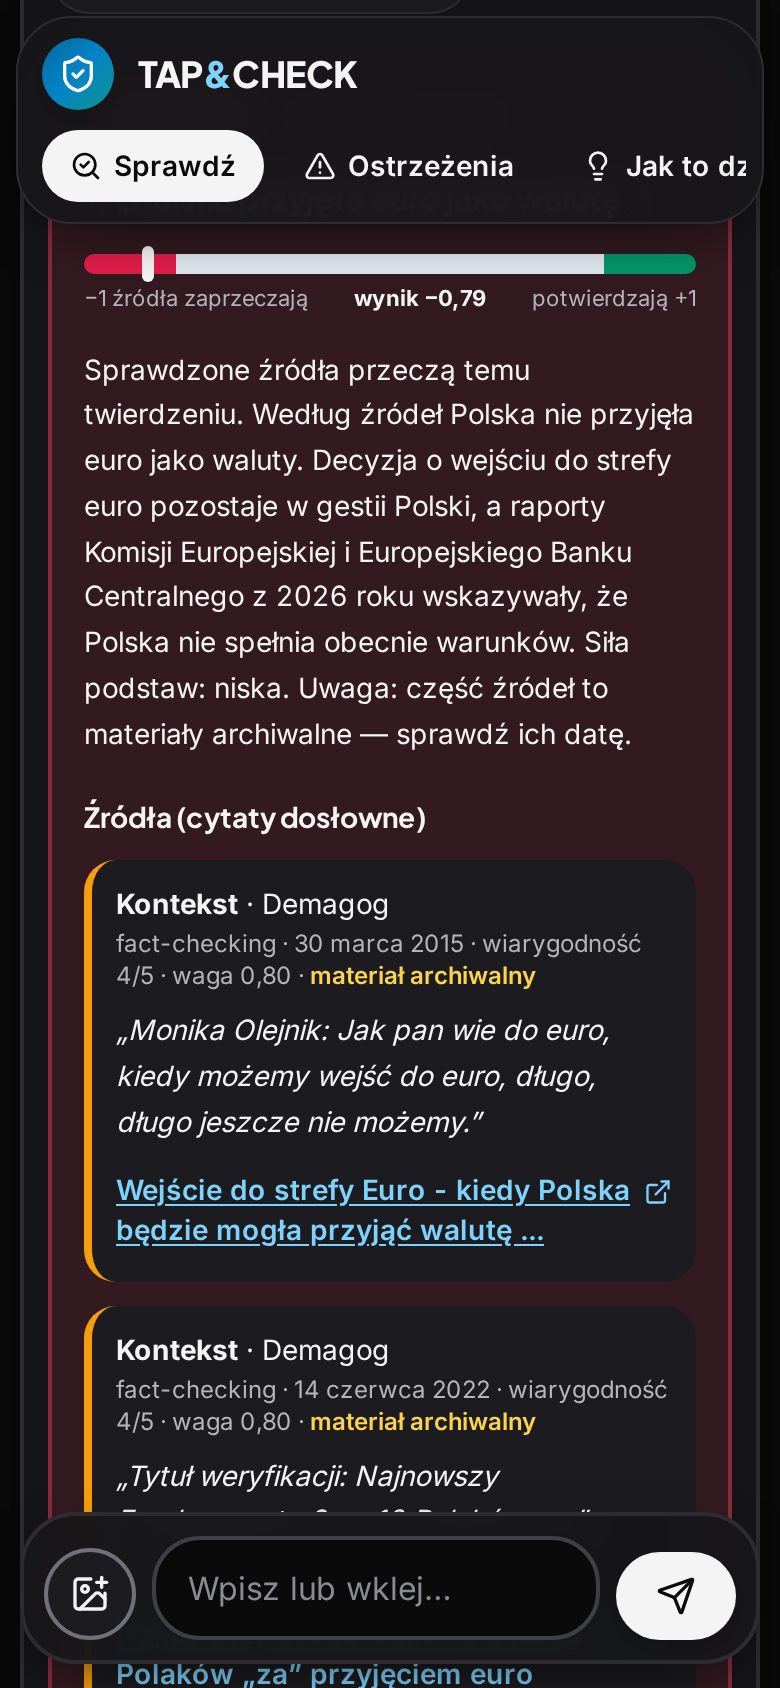 TAP&CHECK
Sprawdź
Ostrzeżenia
Jak to dz
−1 źródła zaprzeczają
wynik −0,79
potwierdzają +1
Sprawdzone źródła przeczą temu
twierdzeniu. Według źródeł Polska nie przyjęła
euro jako waluty. Decyzja o wejściu do strefy
euro pozostaje w gestii Polski, a raporty
Komisji Europejskiej i Europejskiego Banku
Centralnego z 2026 roku wskazywały, że
Polska nie spełnia obecnie warunków. Siła
podstaw: niska. Uwaga: część źródeł to
materiały archiwalne — sprawdź ich datę.
Źródła (cytaty dosłowne)
Kontekst · Demagog
fact-checking · 30 marca 2015 · wiarygodność
4/5 · waga 0,80 · materiał archiwalny
„Monika Olejnik: Jak pan wie do euro,
kiedy możemy wejść do euro, długo,
długo jeszcze nie możemy.”
Wejście do strefy Euro - kiedy Polska
będzie mogła przyjąć walutę ...
Kontekst · Demagog
fact-checking · 14 czerwca 2022 · wiarygodność
4/5 · waga 0,80 · materiał archiwalny
„Tytuł weryfikacji: Najnowszy
Wpisz lub wklej...
Polaków „za” przyjęciem euro